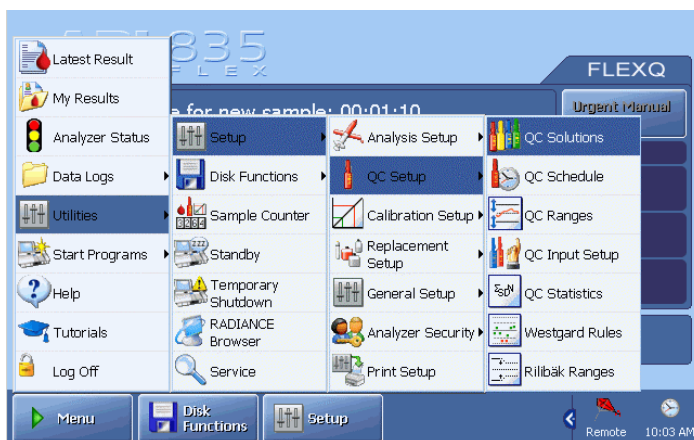 835
FLEX
FLEXQ
e for new sample: 00:01:10
Urgent Manual
Latest Result
My Results
Analyzer Status
Data Logs
Utilities
Start Programs
Help
Tutorials
Log Off
Setup
Disk Functions
Sample Counter
Standby
Temporary
Shutdown
RADIANCE
Browser
Service
Analysis Setup
QC Setup
Calibration Setup
Replacement
Setup
General Setup
Analyzer Security
Print Setup
QC Solutions
QC Schedule
QC Ranges
QC Input Setup
QC Statistics
Westgard Rules
Rilibäk Ranges
Menu
Disk
Functions
Setup
Remote
10:03 AM